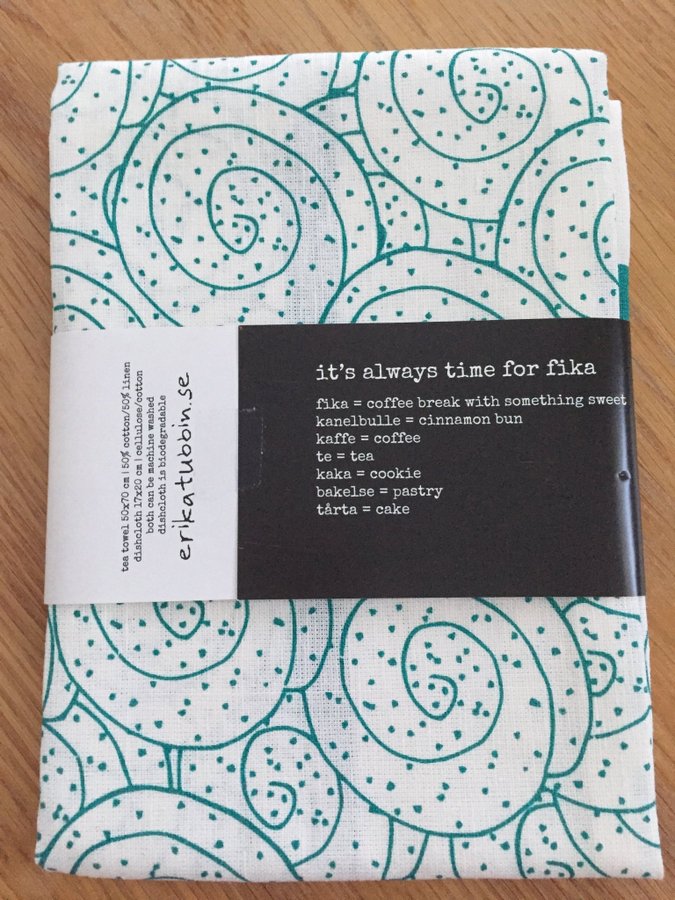 it's always time for fika
fika = coffee break with something sweet
kanelbulle = cinnamon bun
kaffe = coffee
te = tea
kaka = cookie
bakelse = pastry
tårta = cake
tea towel 50x70 cm | 50% cotton/50% linen
dishcloth 17x20 cm | cellulose/cotton
both can be machine washed
dishcloth is biodegradable
erikatubbin.se